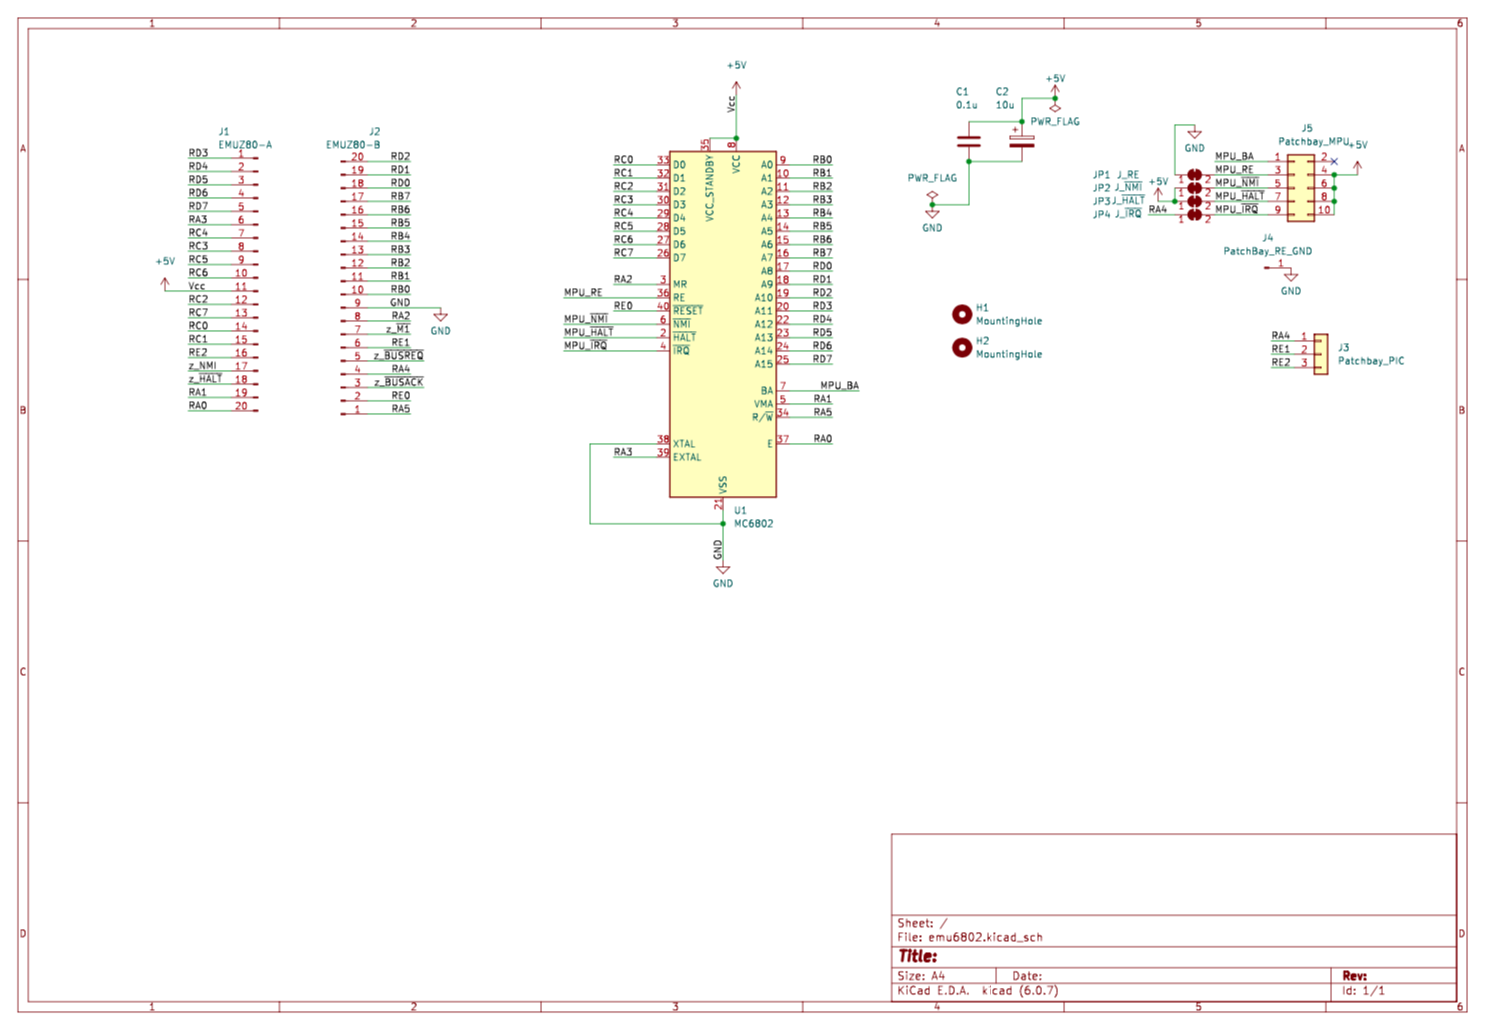 1 2 3 4 5 6
A
B
C
D
J1
EMUZ80-A
RD3 1
RD4 2
RD5 3
RD6 4
RD7 5
RA3 6
RC4 7
RC3 8
RC5 9
RC6 10
+5V
Vcc 11
RC2 12
RC7 13
RC0 14
RC1 15
RE2 16
z_NMI 17
z_HALT 18
RA1 19
RA0 20
J2
EMUZ80-B
20 RD2
19 RD1
18 RD0
17 RB7
16 RB6
15 RB5
14 RB4
13 RB3
12 RB2
11 RB1
10 RB0
9 GND
GND
8 RA2
7 z_M1
6 RE1
5 z_BUSREQ
4 RA4
3 z_BUSACK
2 RE0
1 RA5
+5V
Vcc
35 8
VCC_STANDBY VCC
RC0 33 D0
RC1 32 D1
RC2 31 D2
RC3 30 D3
RC4 29 D4
RC5 28 D5
RC6 27 D6
RC7 26 D7
RA2 3 MR
MPU_RE 36 RE
RE0 40 RESET
MPU_NMI 6 NMI
MPU_HALT 2 HALT
MPU_IRQ 4 IRQ
38 XTAL
RA3 39 EXTAL
A0 9 RB0
A1 10 RB1
A2 11 RB2
A3 12 RB3
A4 13 RB4
A5 14 RB5
A6 15 RB6
A7 16 RB7
A8 17 RD0
A9 18 RD1
A10 19 RD2
A11 20 RD3
A12 22 RD4
A13 23 RD5
A14 24 RD6
A15 25 RD7
BA 7 MPU_BA
VMA 5 RA1
R/W 34 RA5
E 37 RA0
VSS
21
U1
MC6802
GND
GND
C1
0.1u
C2
10u
+
+5V
PWR_FLAG
PWR_FLAG
GND
H1
MountingHole
H2
MountingHole
GND
JP1 J_RE
JP2 J_NMI
JP3 J_HALT
JP4 J_IRQ
+5V
RA4
1 2
1 2
1 2
1 2
J5
Patchbay_MPU
+5V
MPU_BA 1 2
MPU_RE 3 4
MPU_NMI 5 6
MPU_HALT 7 8
MPU_IRQ 9 10
J4
PatchBay_RE_GND
1
GND
RA4 1
RE1 2
RE2 3
J3
Patchbay_PIC
A
B
C
D
Sheet: /
File: emu6802.kicad_sch
Title:
Size: A4 Date: Rev:
KiCad E.D.A. kicad (6.0.7) Id: 1/1
1 2 3 4 5 6